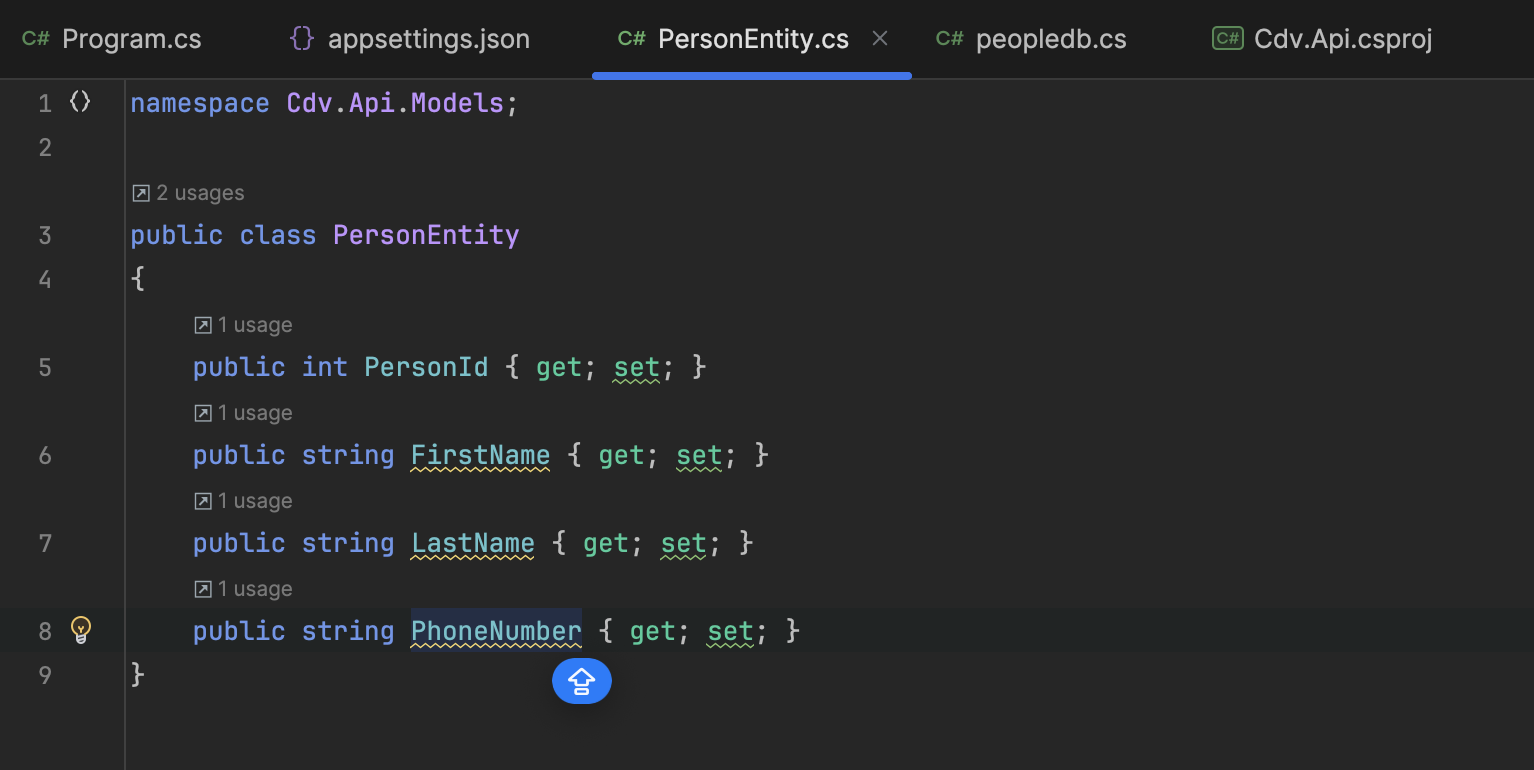 C# Program.cs {} appsettings.json C# PersonEntity.cs C# peopledb.cs C# Cdv.Api.csproj
1 namespace Cdv.Api.Models;
2
2 usages
3 public class PersonEntity
4 {
1 usage
5 public int PersonId { get; set; }
1 usage
6 public string FirstName { get; set; }
1 usage
7 public string LastName { get; set; }
1 usage
8 public string PhoneNumber { get; set; }
9 }